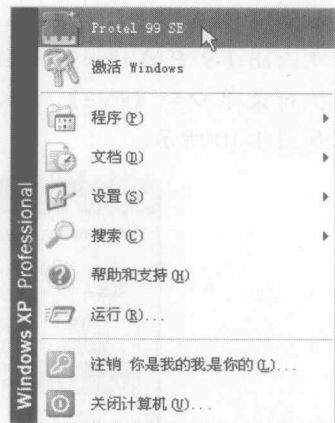 Protel 99 SE
激活 Windows
程序(P)
文档(D)
设置(S)
搜索(C)
帮助和支持(H)
运行(R)...
注销 你是我的我是你的(L)...
关闭计算机(U)...
Windows XP Professional